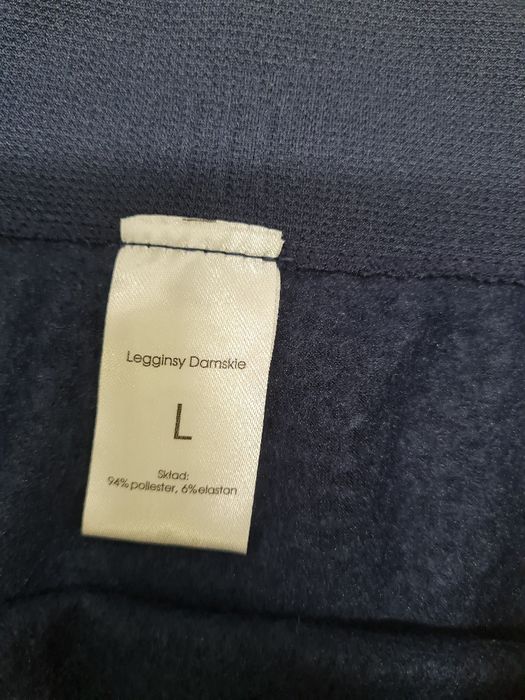 Legginsy Damskie
L
Skład:
94% poliester, 6% elastan